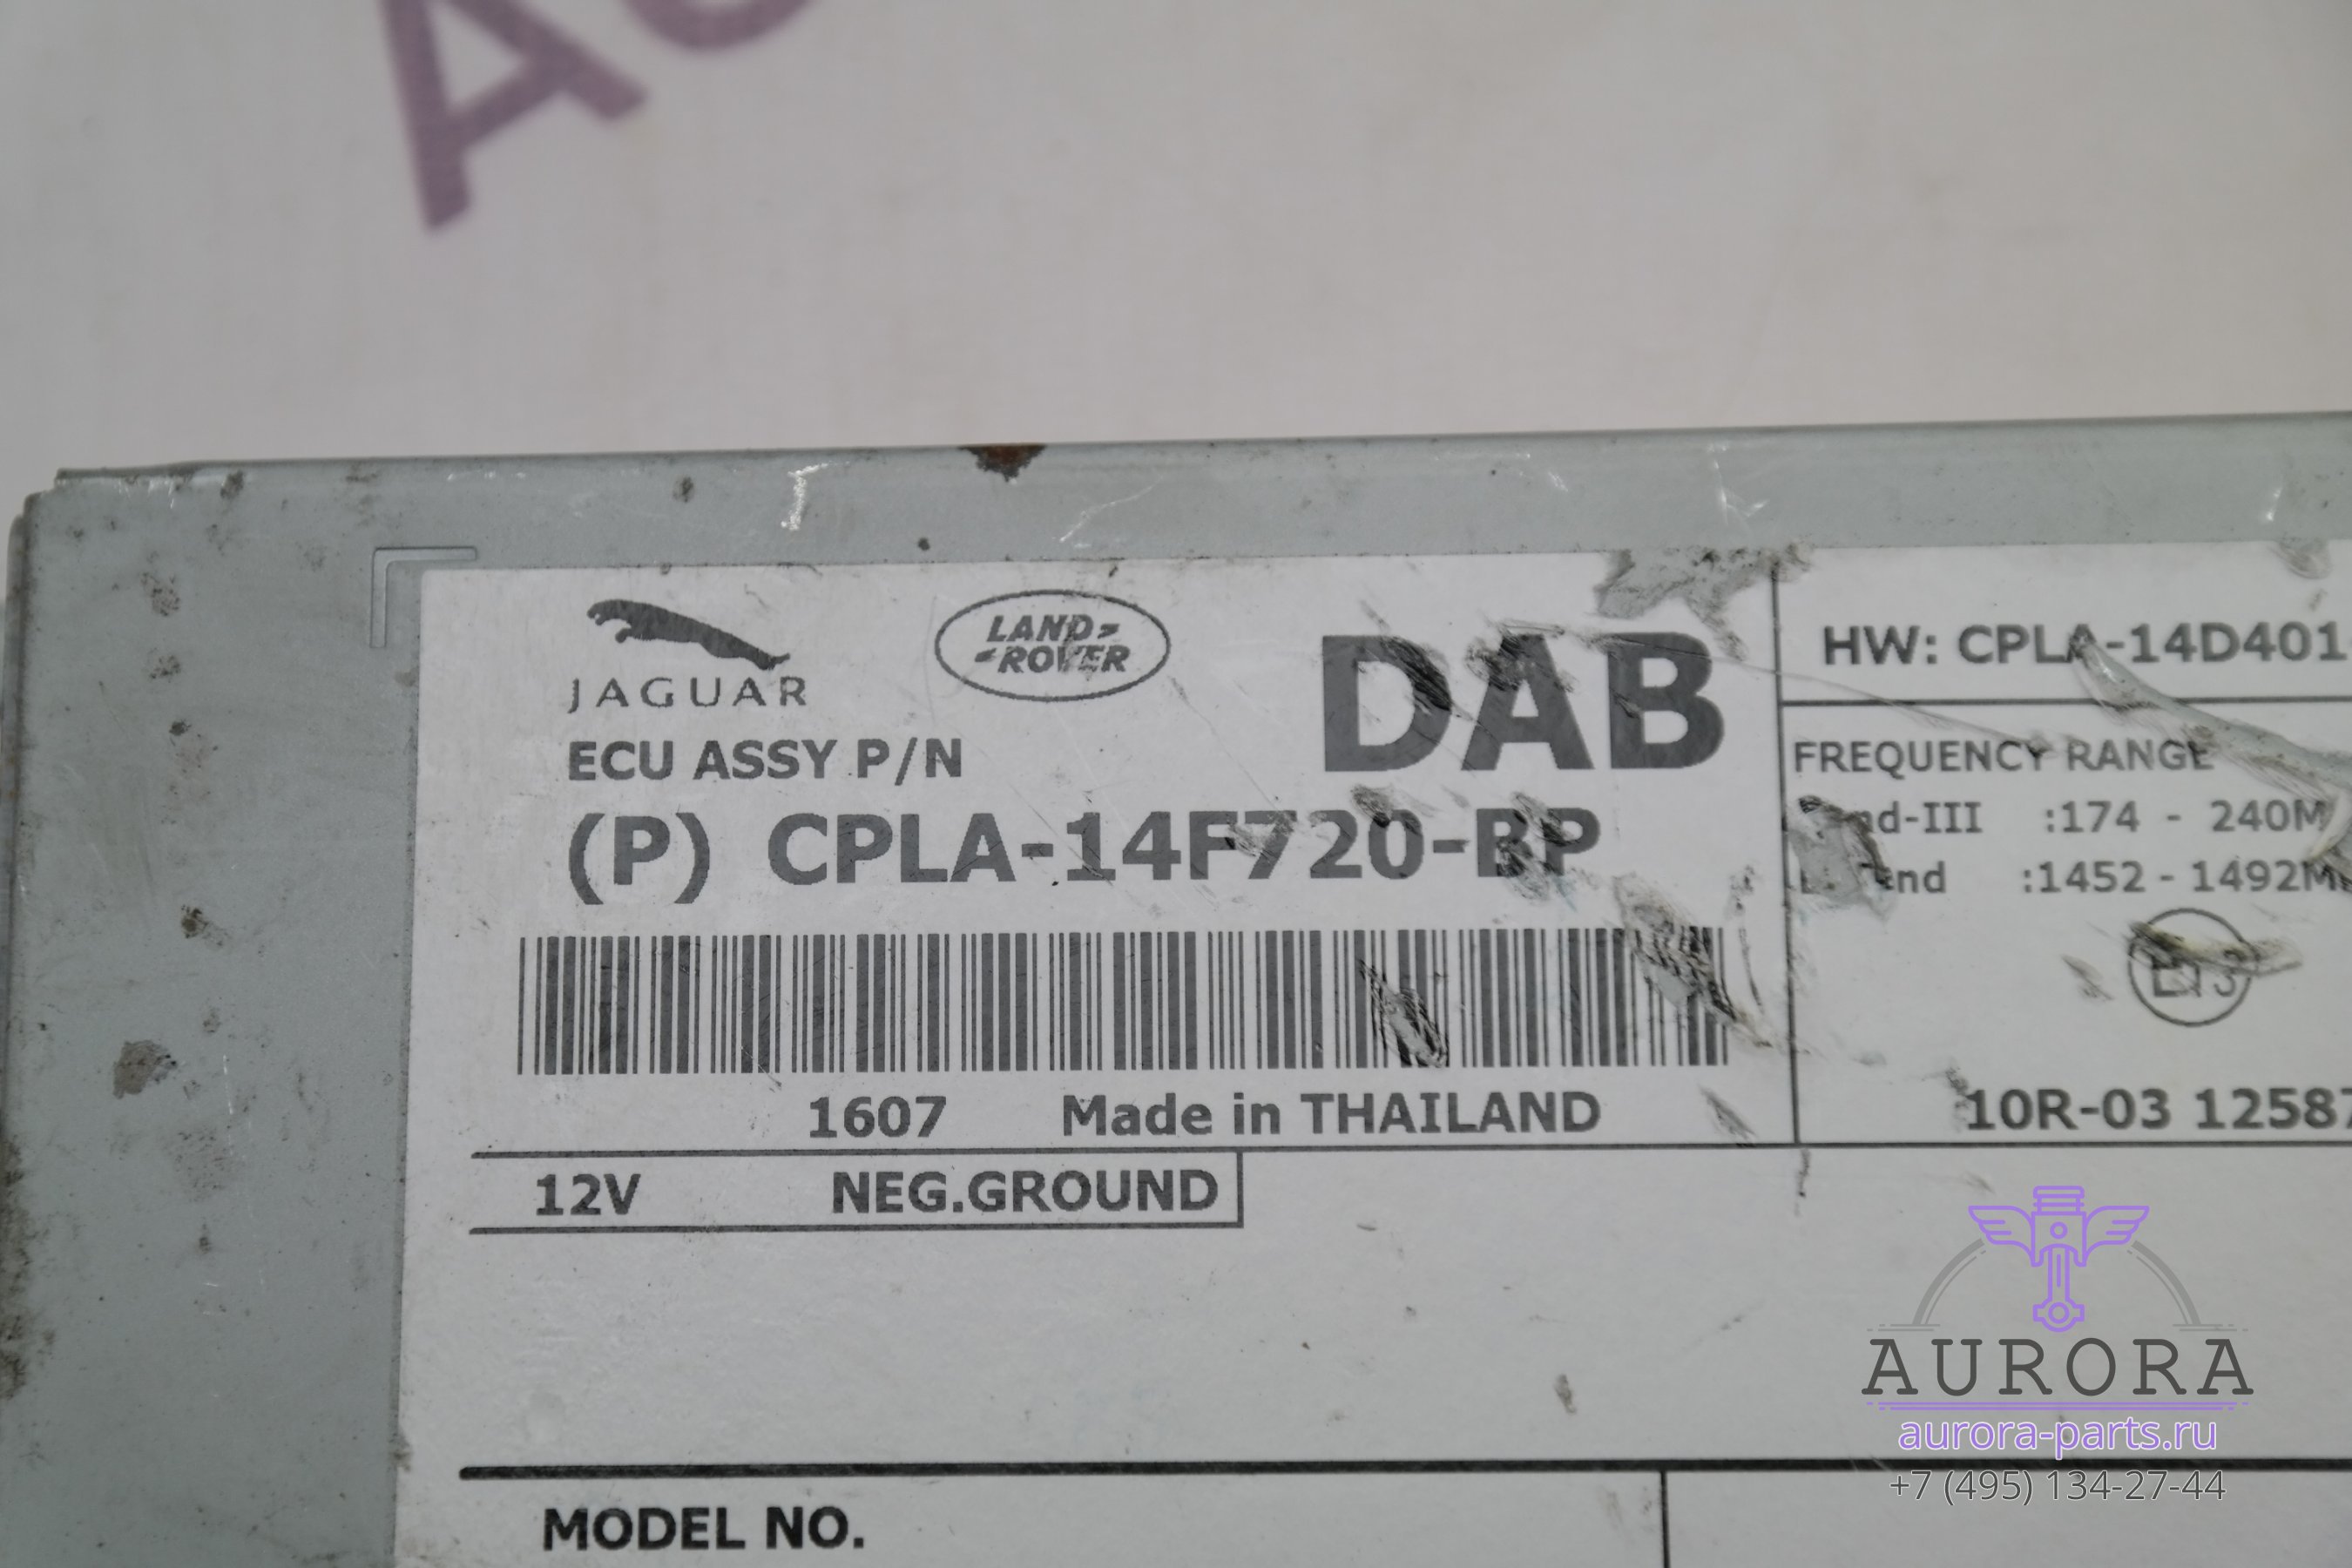 JAGUAR
LAND-
-ROVER
DAB
ECU ASSY P/N
(P) CPLA-14F720-BP
1607 Made in THAILAND
12V NEG.GROUND
HW: CPLA-14D401
FREQUENCY RANGE
:174 - 240M
:1452 - 1492M
10R-03 12587
MODEL NO.
AURORA
aurora-parts.ru
+7 (495) 134-27-44